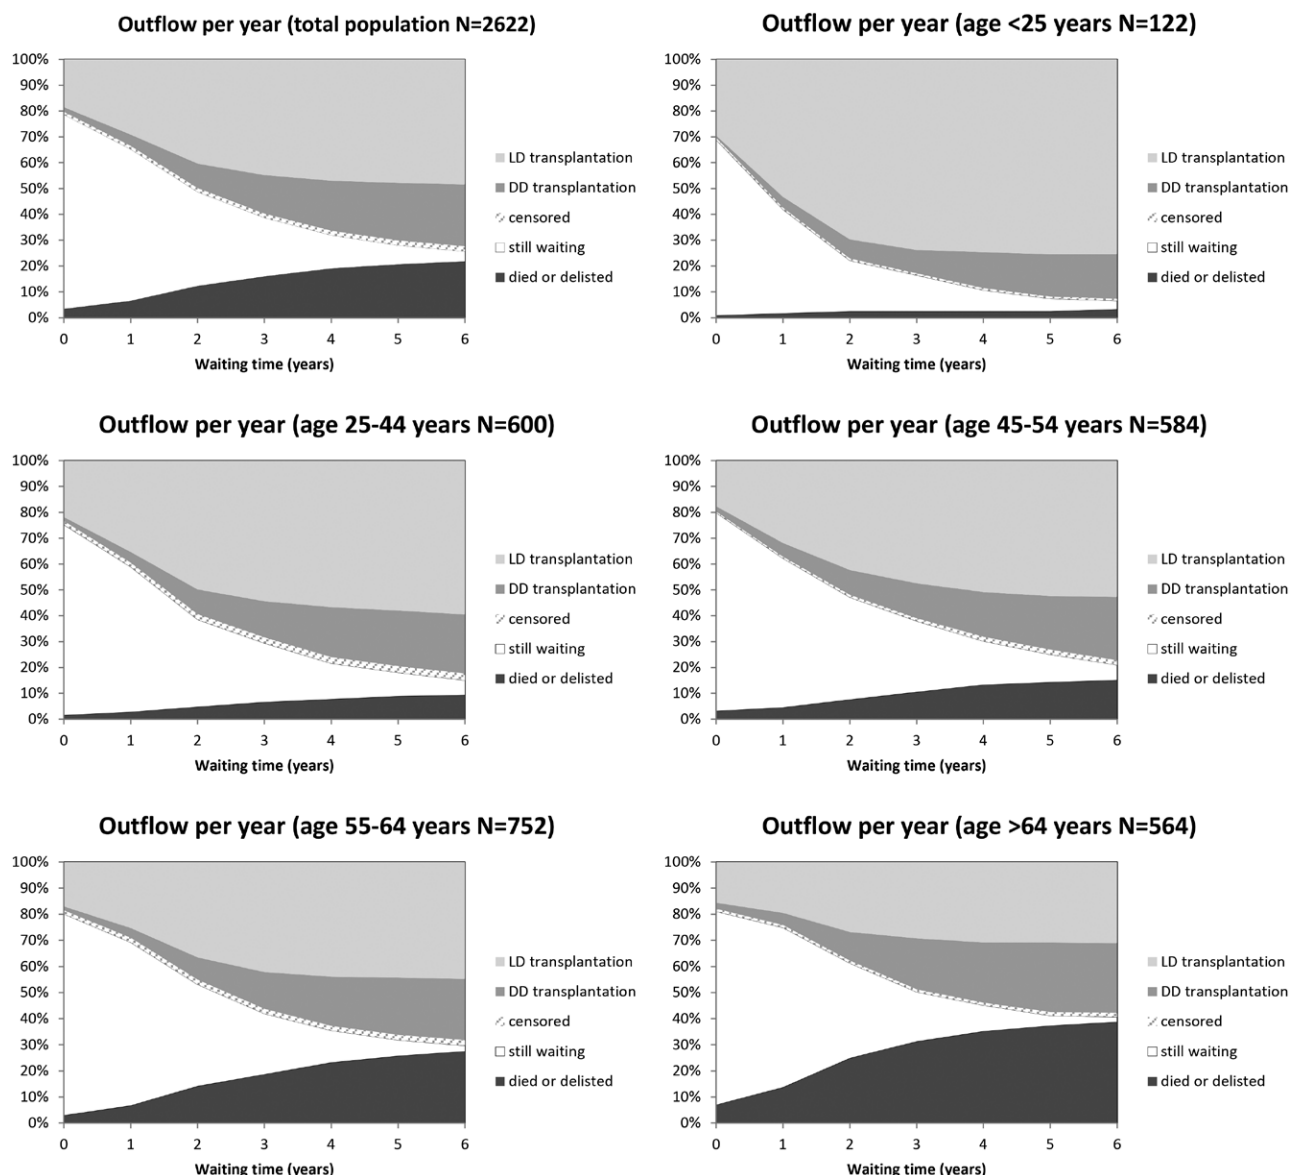 Outflow per year (total population N=2622)
100%
90%
80%
70%
60%
50%
40%
30%
20%
10%
0%
0 1 2 3 4 5 6
Waiting time (years)
LD transplantation
DD transplantation
censored
still waiting
died or delisted
Outflow per year (age <25 years N=122)
100%
90%
80%
70%
60%
50%
40%
30%
20%
10%
0%
0 1 2 3 4 5 6
Waiting time (years)
LD transplantation
DD transplantation
censored
still waiting
died or delisted
Outflow per year (age 25-44 years N=600)
100%
90%
80%
70%
60%
50%
40%
30%
20%
10%
0%
0 1 2 3 4 5 6
Waiting time (years)
LD transplantation
DD transplantation
censored
still waiting
died or delisted
Outflow per year (age 45-54 years N=584)
100%
90%
80%
70%
60%
50%
40%
30%
20%
10%
0%
0 1 2 3 4 5 6
Waiting time (years)
LD transplantation
DD transplantation
censored
still waiting
died or delisted
Outflow per year (age 55-64 years N=752)
100%
90%
80%
70%
60%
50%
40%
30%
20%
10%
0%
0 1 2 3 4 5 6
Waiting time (years)
LD transplantation
DD transplantation
censored
still waiting
died or delisted
Outflow per year (age >64 years N=564)
100%
90%
80%
70%
60%
50%
40%
30%
20%
10%
0%
0 1 2 3 4 5 6
Waiting time (years)
LD transplantation
DD transplantation
censored
still waiting
died or delisted